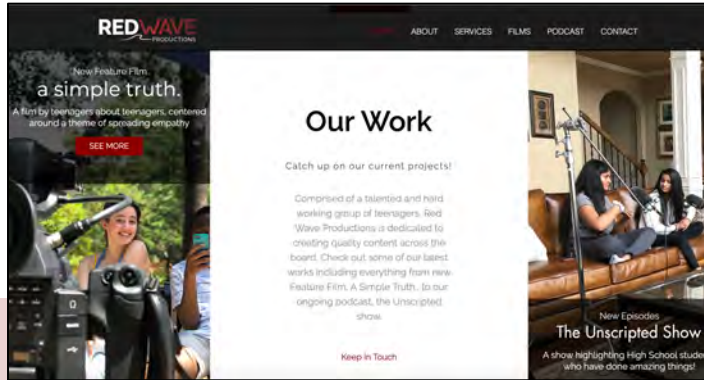 RED WAVE
PRODUCTIONS
HOME ABOUT SERVICES FILMS PODCAST CONTACT
New Feature Film.
a simple truth.
A film by teenagers about teenagers, centered
around a theme of spreading empathy
SEE MORE
Our Work
Catch up on our current projects!
Comprised of a talented and hard
working group of teenagers. Red
Wave Productions is dedicated to
creating quality content across the
board. Check out some of our latest
works including everything from new
Feature Film, A Simple Truth, to our
ongoing podcast, the Unscripted
show.
Keep in Touch
New Episodes
The Unscripted Show
A show highlighting High School stude
who have done amazing things!